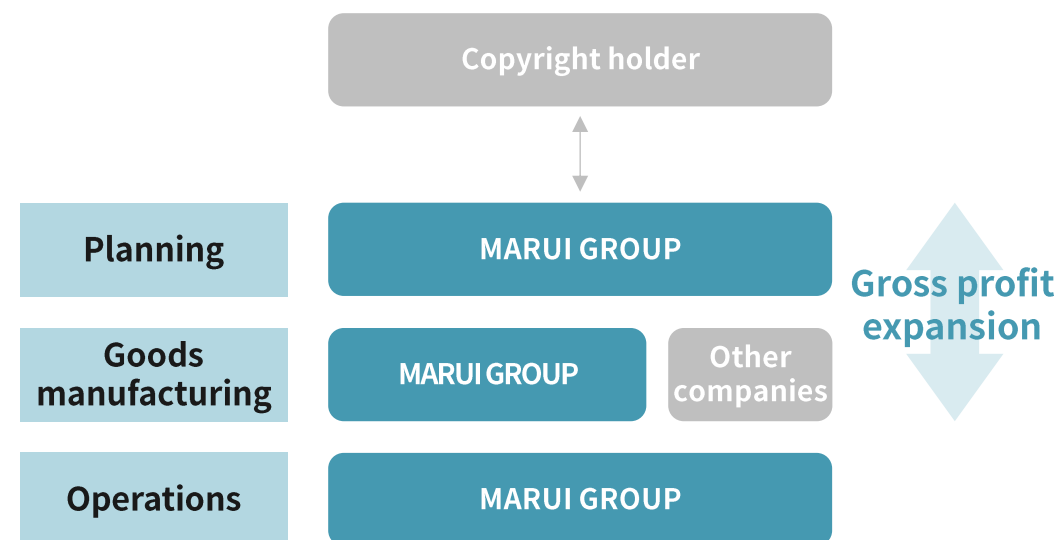 Copyright holder
Planning
MARUI GROUP
Gross profit
expansion
Goods
manufacturing
MARUI GROUP
Other
companies
Operations
MARUI GROUP